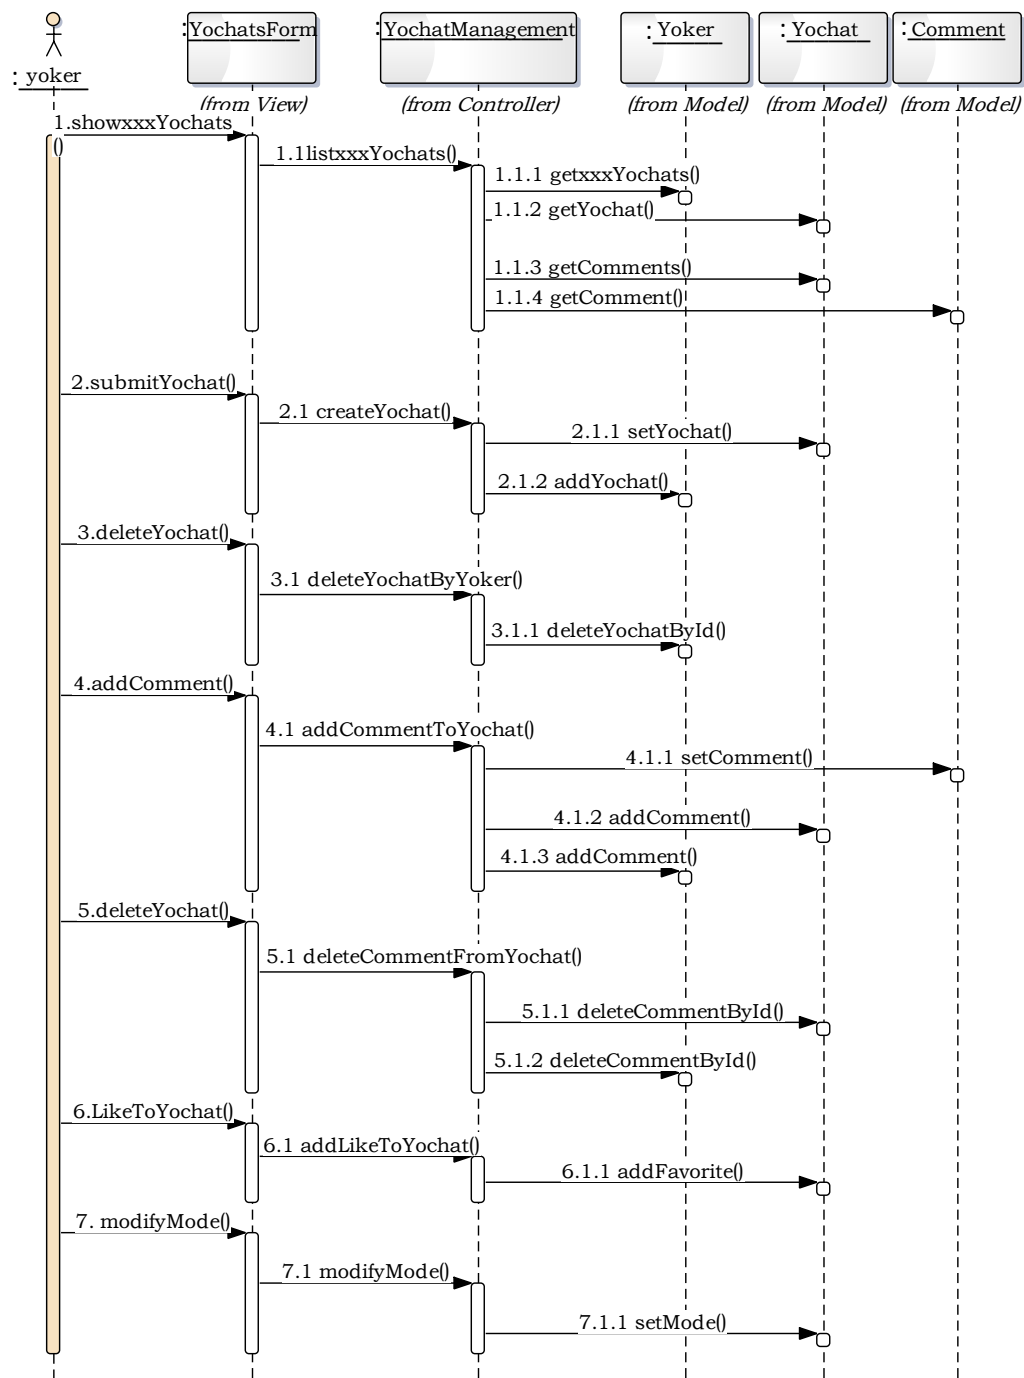 : yoker
:YochatsForm
:YochatManagement
: Yoker
: Yochat
:Comment
(from View)
(from Controller)
(from Model)
(from Model)
(from Model)
1.showxxxYochats
()
1.1listxxxYochats()
1.1.1 getxxxYochats()
1.1.2 getYochat()
1.1.3 getComments()
1.1.4 getComment()
2.submitYochat()
2.1 createYochat()
2.1.1 setYochat()
2.1.2 addYochat()
3.deleteYochat()
3.1 deleteYochatByYoker()
3.1.1 deleteYochatById()
4.addComment()
4.1 addCommentToYochat()
4.1.1 setComment()
4.1.2 addComment()
4.1.3 addComment()
5.deleteYochat()
5.1 deleteCommentFromYochat()
5.1.1 deleteCommentById()
5.1.2 deleteCommentById()
6.LikeToYochat()
6.1 addLikeToYochat()
6.1.1 addFavorite()
7. modifyMode()
7.1 modifyMode()
7.1.1 setMode()